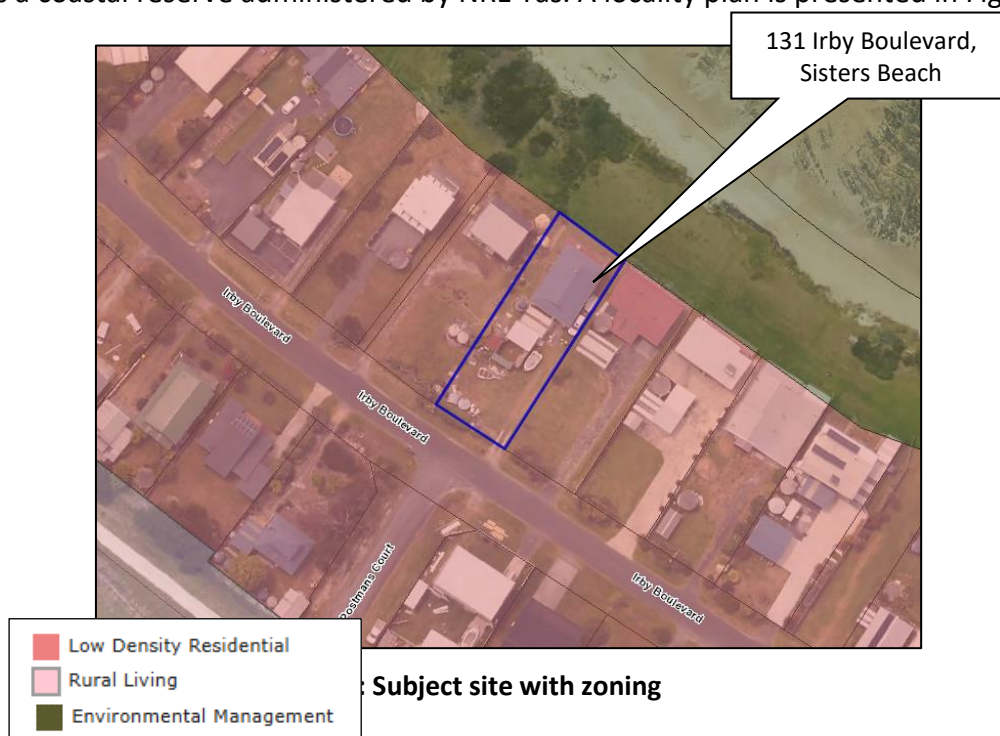 s a coastal reserve administered by NRE Tas. A locality plan is presented in Fig
131 Irby Boulevard,
Sisters Beach
Irby Boulevard
Irby Boulevard
Irby Boulevard
Postmans Court
Low Density Residential
Rural Living
Environmental Management
: Subject site with zoning